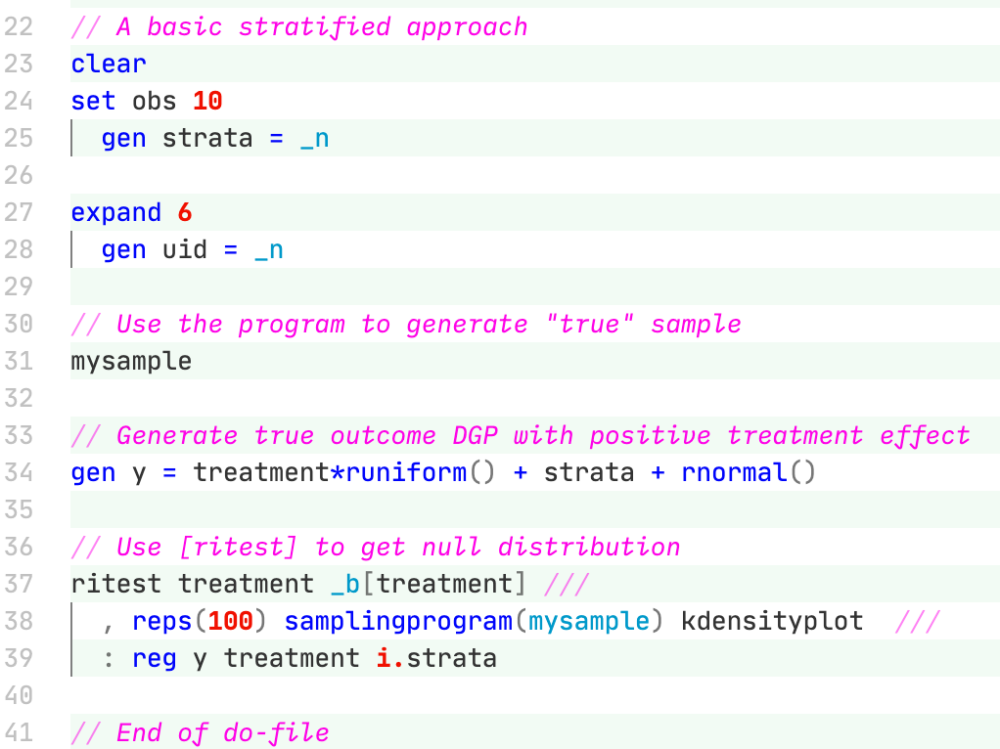 22 // A basic stratified approach
23 clear
24 set obs 10
25 gen strata = _n
26
27 expand 6
28 gen uid = _n
29
30 // Use the program to generate "true" sample
31 mysample
32
33 // Generate true outcome DGP with positive treatment effect
34 gen y = treatment*runiform() + strata + rnormal()
35
36 // Use [ritest] to get null distribution
37 ritest treatment _b[treatment] ///
38 , reps(100) samplingprogram(mysample) kdensityplot ///
39 : reg y treatment i.strata
40
41 // End of do-file